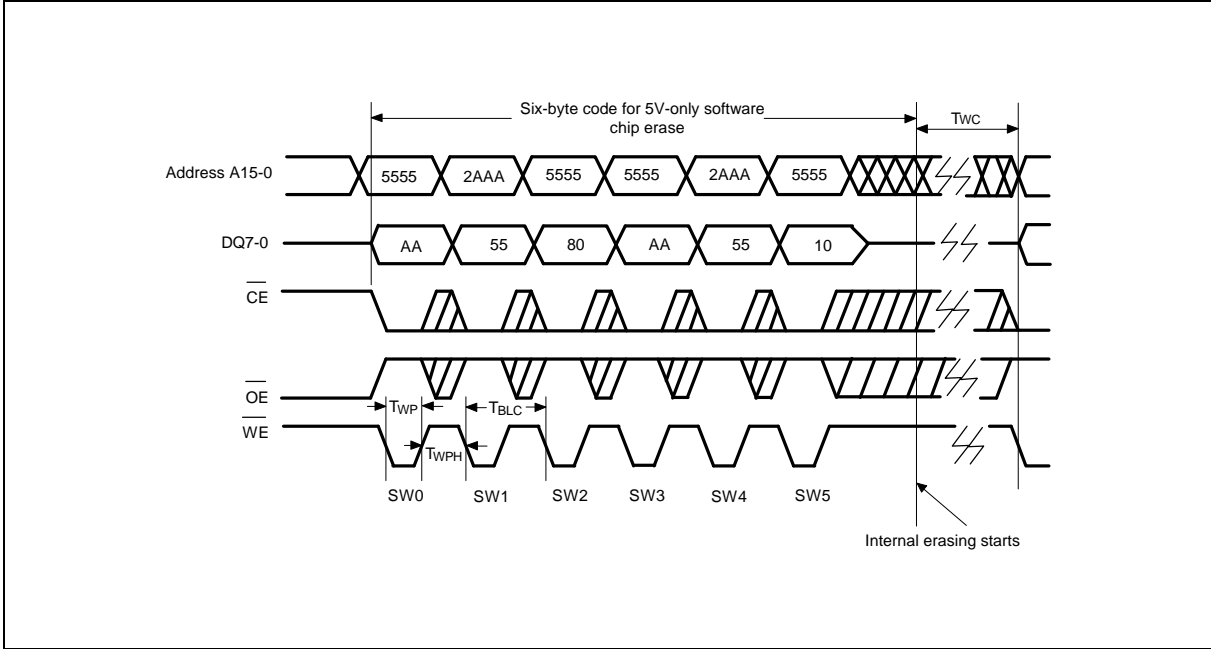 Six-byte code for 5V-only software
chip erase
TWC
Address A15-0
5555
2AAA
5555
5555
2AAA
5555
DQ7-0
AA
55
80
AA
55
10
CE
OE
TWP
TBLC
WE
TWPH
SW0
SW1
SW2
SW3
SW4
SW5
Internal erasing starts